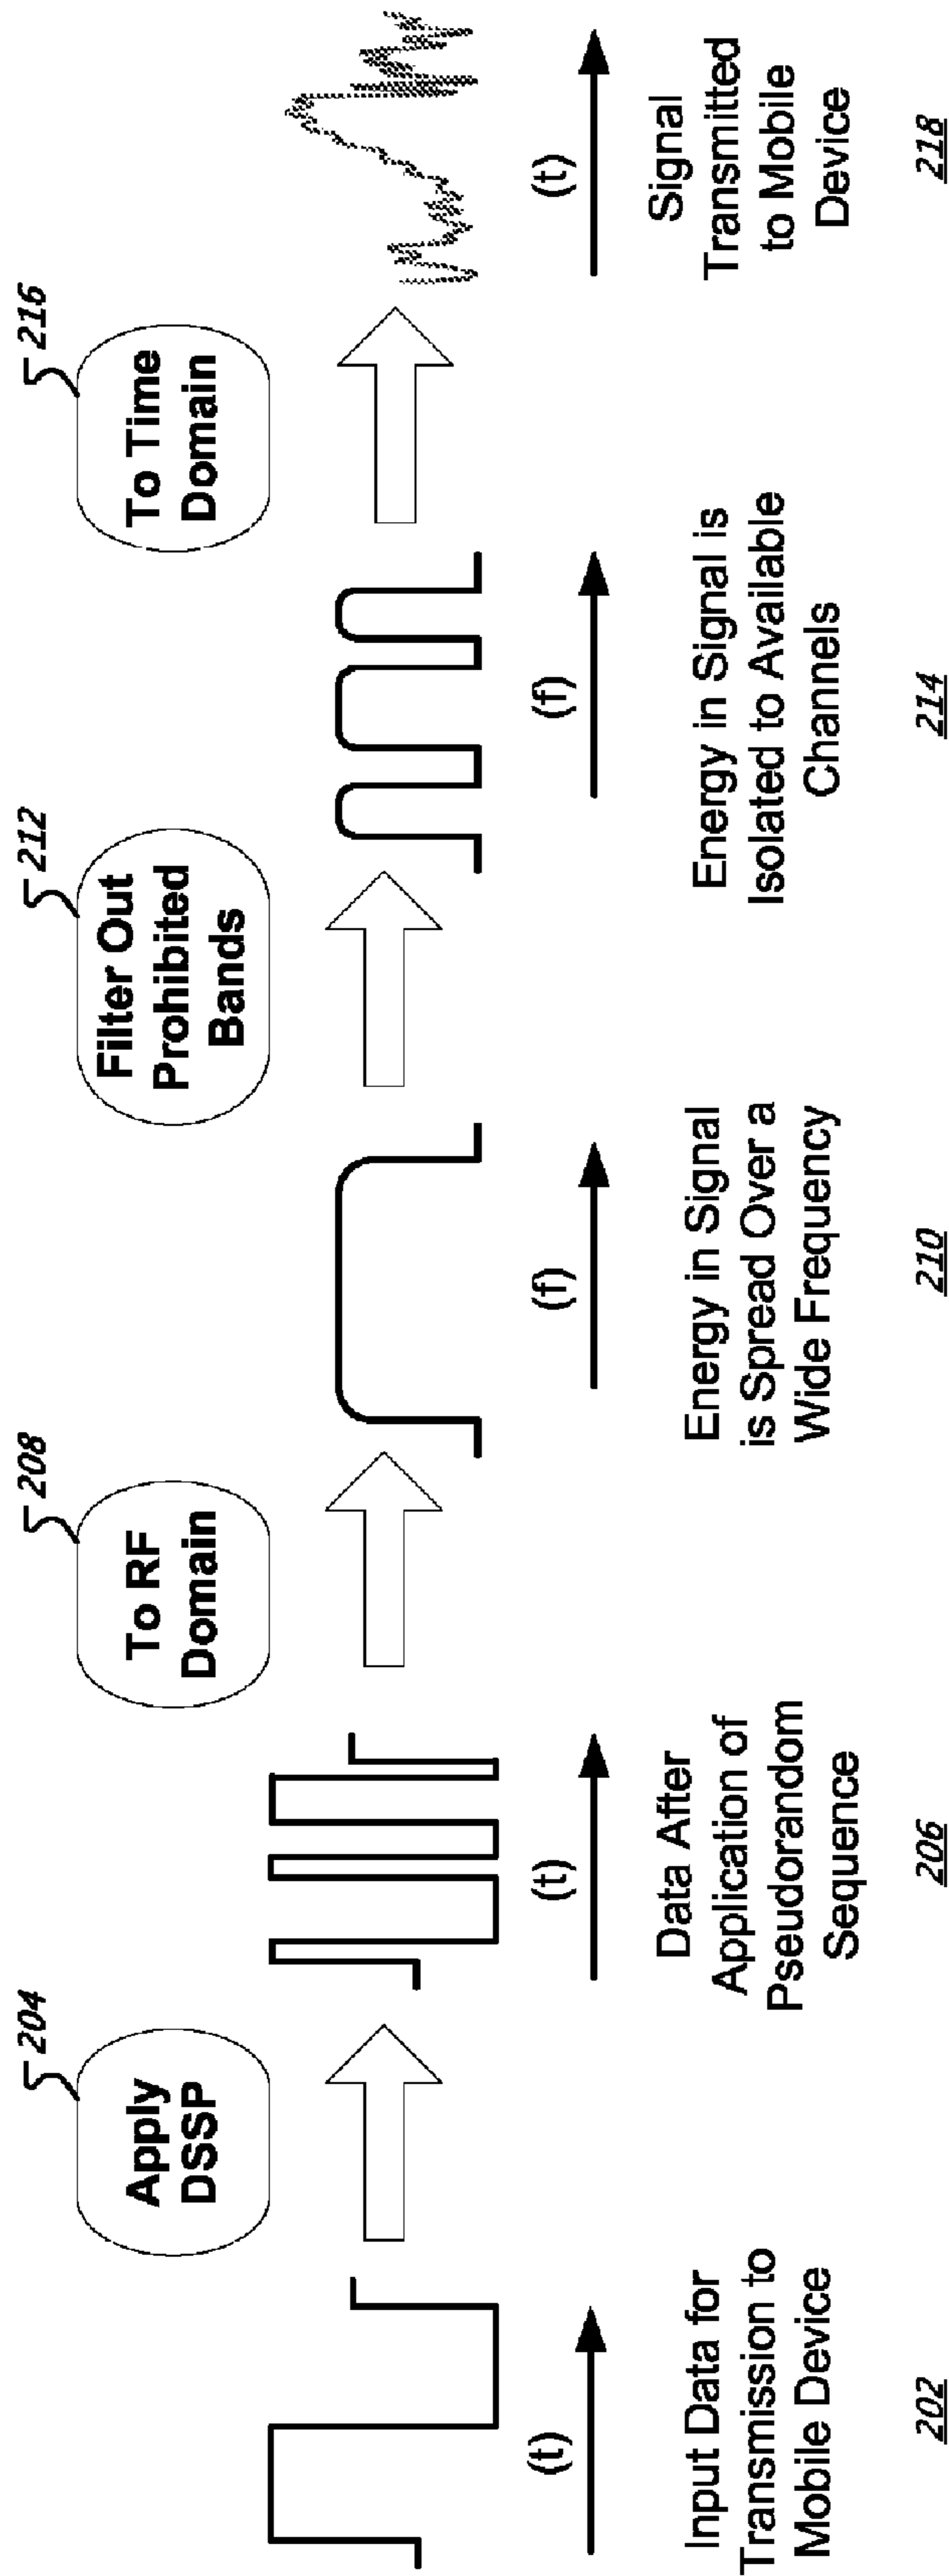 204
Apply
DSSP
208
To RF
Domain
212
Filter Out
Prohibited
Bands
216
To Time
Domain
(t)
(t)
(f)
(f)
(t)
Input Data for
Transmission to
Mobile Device
202
Data After
Application of
Pseudorandom
Sequence
206
Energy in Signal
is Spread Over a
Wide Frequency
210
Energy in Signal is
Isolated to Available
Channels
214
Signal
Transmitted
to Mobile
Device
218